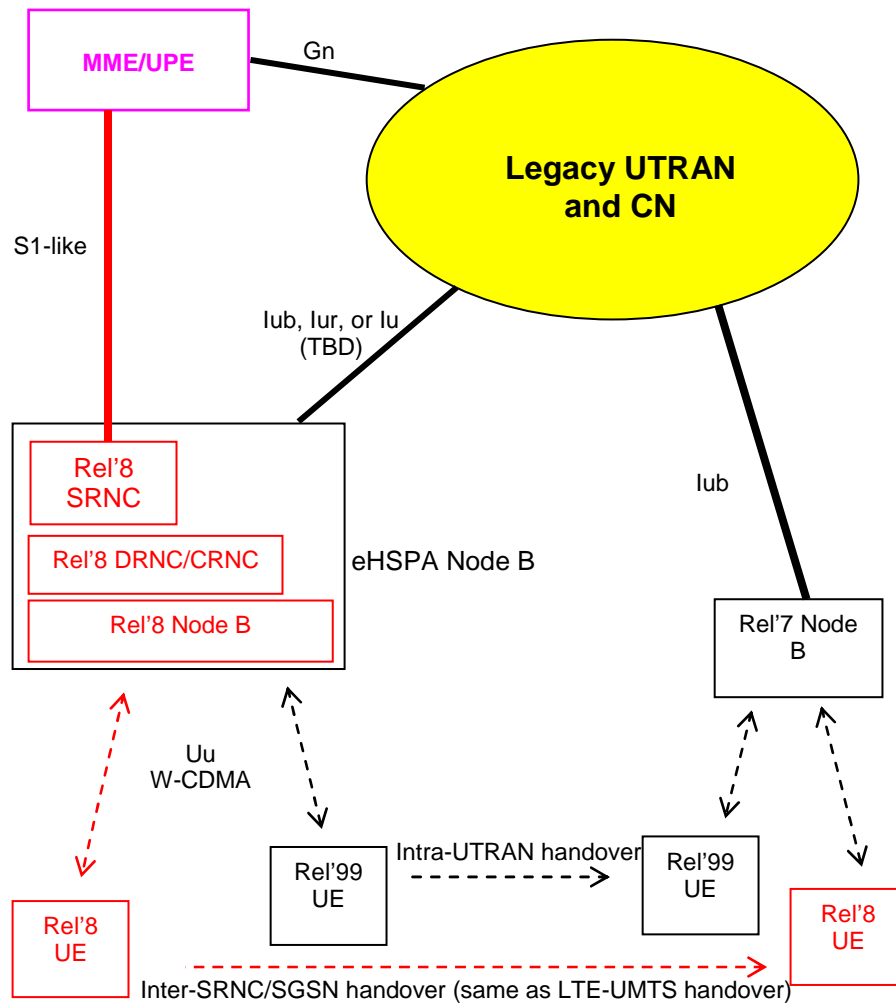 Gn
MME/UPE
Legacy UTRAN
and CN
S1-like
Iub, Iur, or Iu
(TBD)
Rel'8
SRNC
Iub
Rel'8 DRNC/CRNC
eHSPA Node B
Rel'8 Node B
Rel'7 Node
B
Uu
W-CDMA
Intra-UTRAN handover
Rel'99
UE
Rel'99
UE
Rel'8
UE
Rel'8
UE
Inter-SRNC/SGSN handover (same as LTE-UMTS handover)